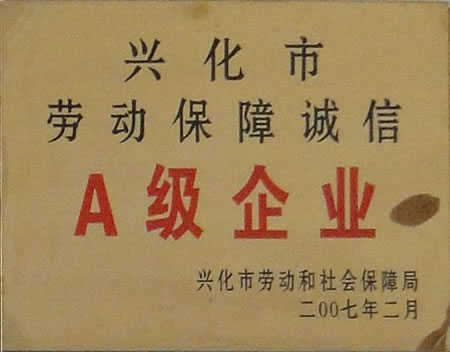 兴化市
劳动保障诚信
A级企业
兴化市劳动和社会保障局
二00七年二月